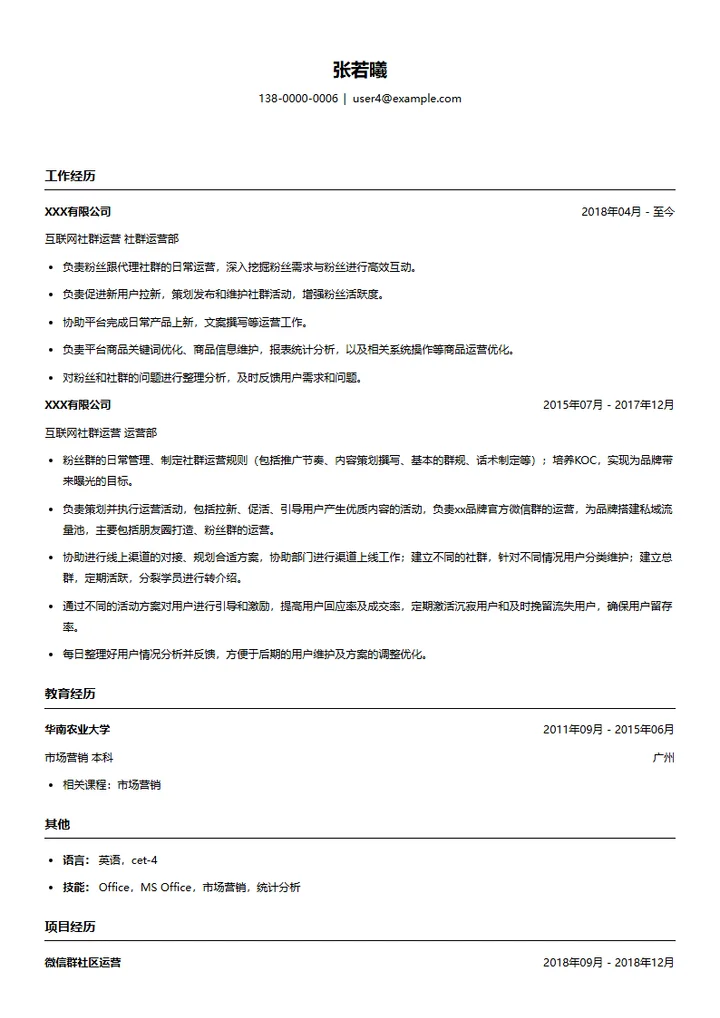 张若曦
138-0000-0006 | user4@example.com
工作经历
XXX有限公司 2018年04月 - 至今
互联网社群运营 社群运营部
• 负责粉丝跟代理社群的日常运营，深入挖掘粉丝需求与粉丝进行高效互动。
• 负责促进新用户拉新，策划发布和维护社群活动，增强粉丝活跃度。
• 协助平台完成日常产品上新，文案撰写等运营工作。
• 负责平台商品关键词优化、商品信息维护，报表统计分析，以及相关系统操作等商品运营优化。
• 对粉丝和社群的问题进行整理分析，及时反馈用户需求和问题。
XXX有限公司 2015年07月 - 2017年12月
互联网社群运营 运营部
• 粉丝群的日常管理、制定社群运营规则（包括推广节奏、内容策划撰写、基本的群规、话术制定等）；培养KOC，实现为品牌带
来曝光的目标。
• 负责策划并执行运营活动，包括拉新、促活、引导用户产生优质内容的活动，负责xx品牌官方微信群的运营，为品牌搭建私域流
量池，主要包括朋友圈打造、粉丝群的运营。
• 协助进行线上渠道的对接、规划合适方案，协助部门进行渠道上线工作；建立不同的社群，针对不同情况用户分类维护；建立总
群，定期活跃，分裂学员进行转介绍。
• 通过不同的活动方案对用户进行引导和激励，提高用户回应率及成交率，定期激活沉寂用户和及时挽留流失用户，确保用户留存
率。
• 每日整理好用户情况分析并反馈，方便于后期的用户维护及方案的调整优化。
教育经历
华南农业大学 2011年09月 - 2015年06月
市场营销 本科 广州
• 相关课程：市场营销
其他
• 语言： 英语，cet-4
• 技能： Office，MS Office，市场营销，统计分析
项目经历
微信群社区运营 2018年09月 - 2018年12月